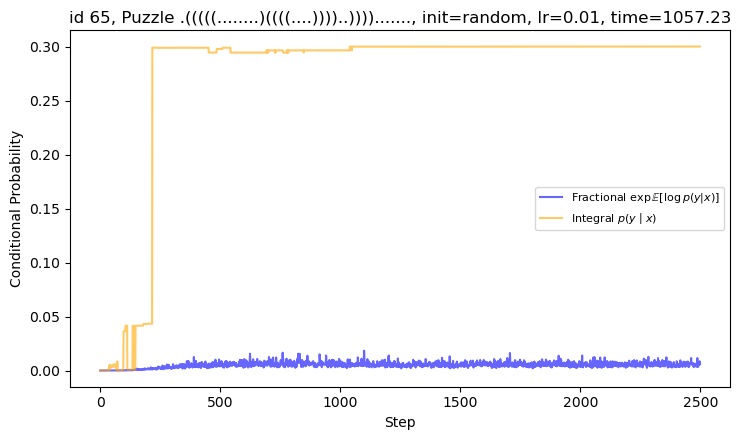 id 65, Puzzle .(((((........)((((....))))..))))......., init=random, lr=0.01, time=1057.23
0.30
0.25
0.20
0.15
0.10
0.05
0.00
Conditional Probability
Fractional exp𝔼[log p(y|x)]
Integral p(y | x)
0
500
1000
1500
2000
2500
Step